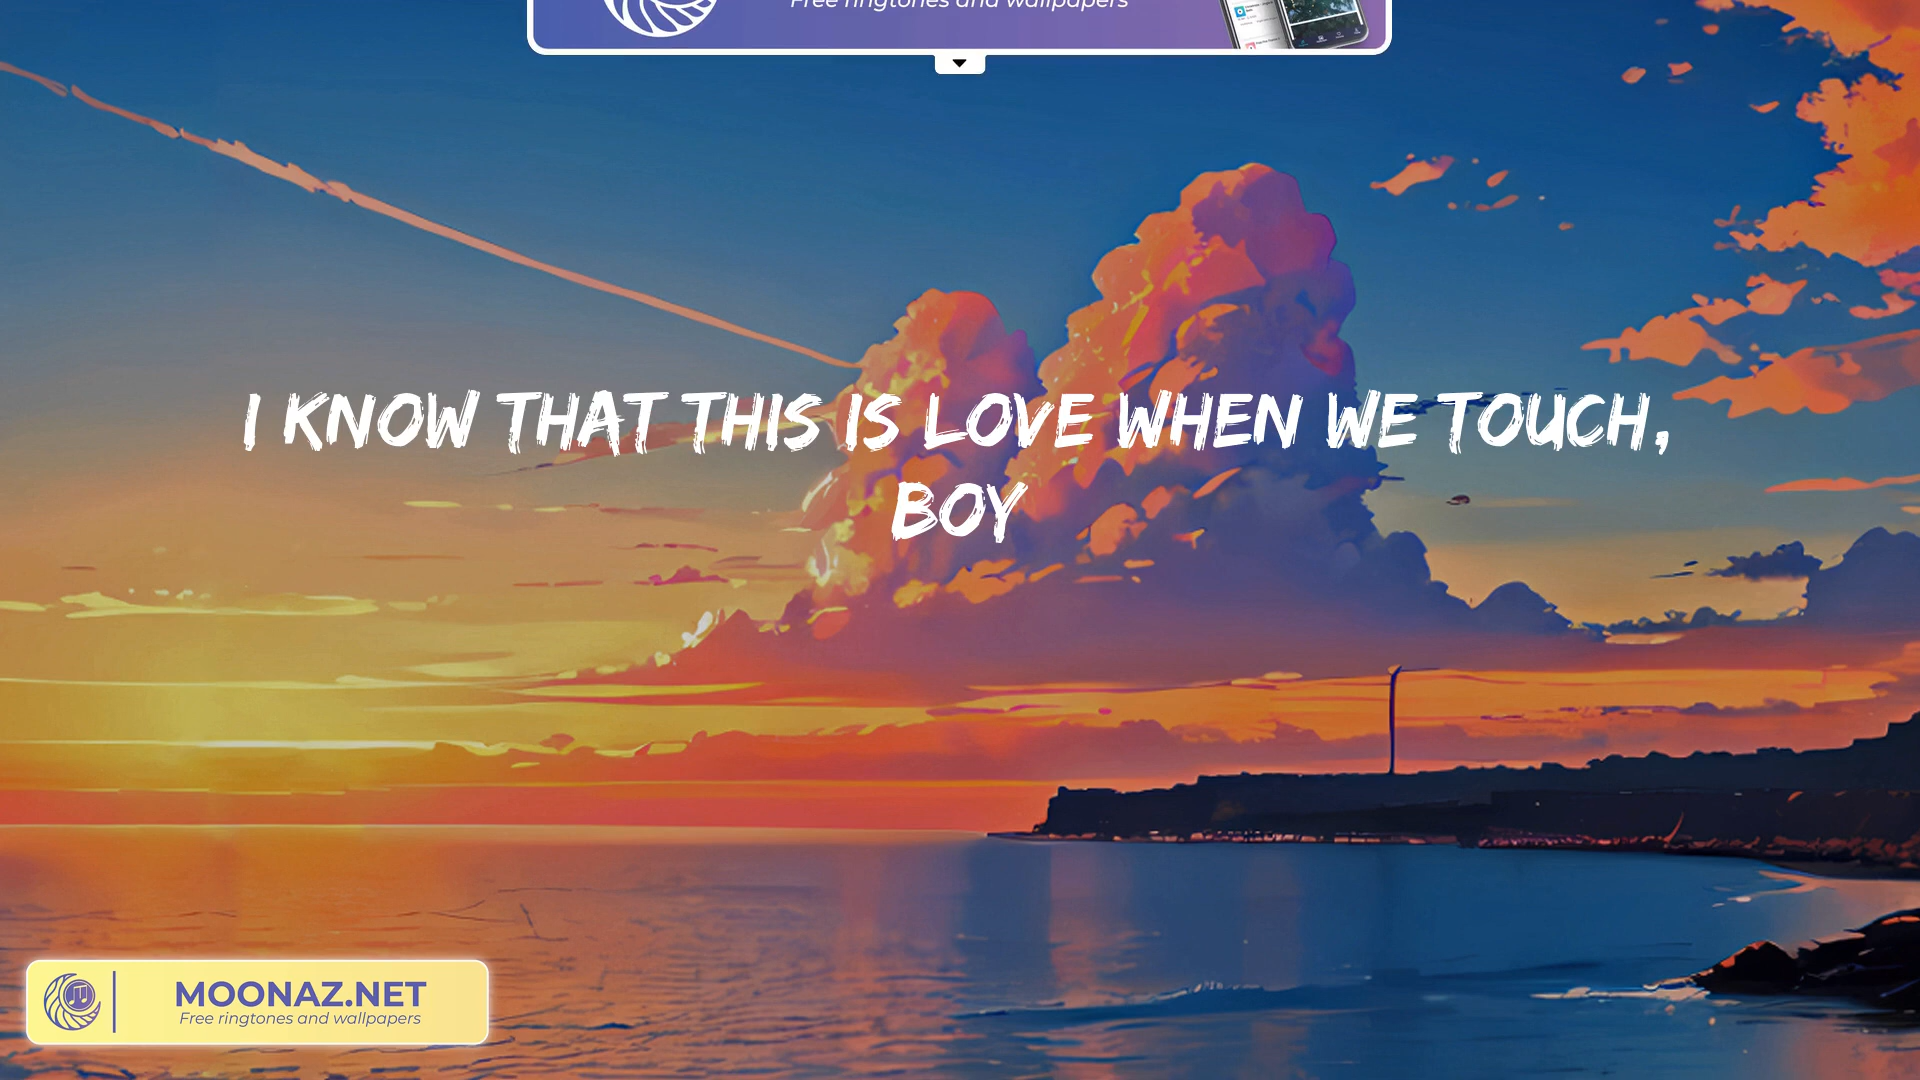 Free ringtones and wallpapers
I KNOW THAT THIS IS LOVE WHEN WE TOUCH,
BOY
MOONAZ.NET
Free ringtones and wallpapers